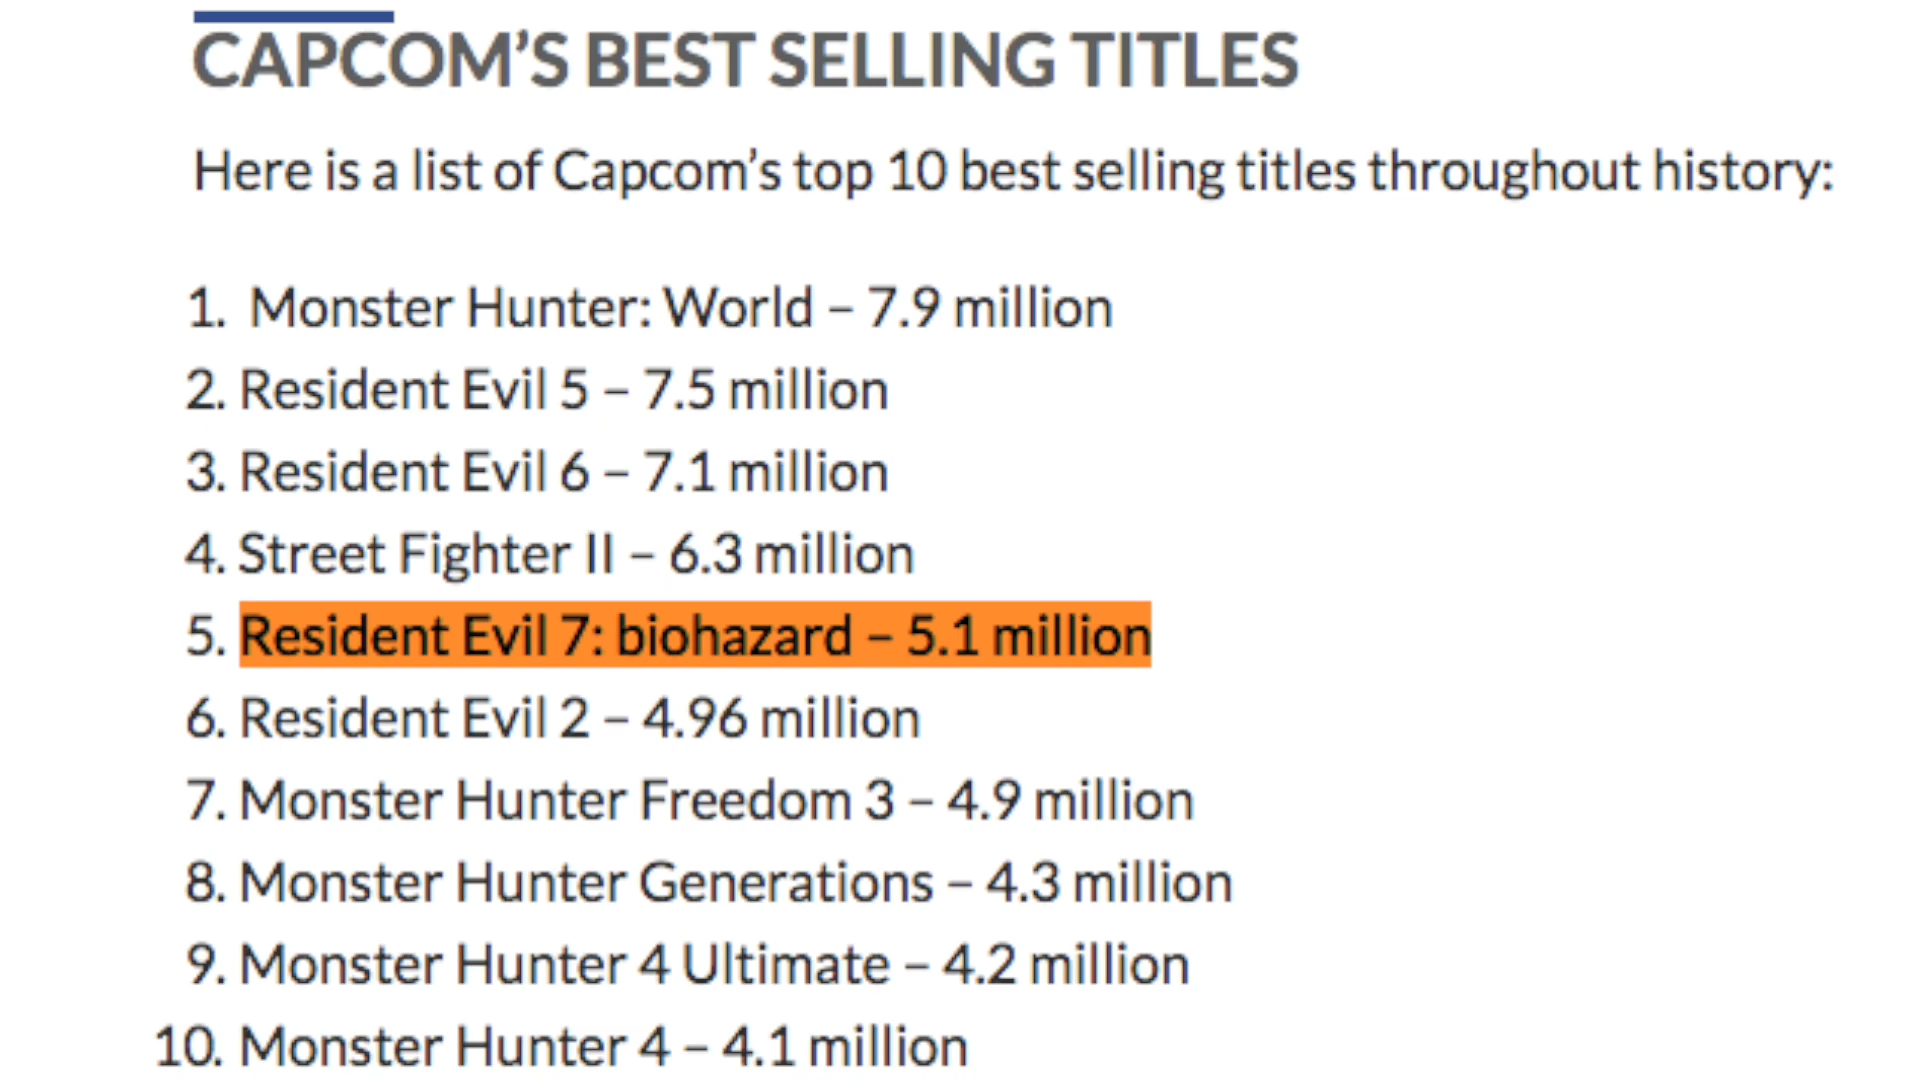 CAPCOM’S BEST SELLING TITLES
Here is a list of Capcom’s top 10 best selling titles throughout history:
1. Monster Hunter: World – 7.9 million
2. Resident Evil 5 – 7.5 million
3. Resident Evil 6 – 7.1 million
4. Street Fighter II – 6.3 million
5. Resident Evil 7: biohazard – 5.1 million
6. Resident Evil 2 – 4.96 million
7. Monster Hunter Freedom 3 – 4.9 million
8. Monster Hunter Generations – 4.3 million
9. Monster Hunter 4 Ultimate – 4.2 million
10. Monster Hunter 4 – 4.1 million